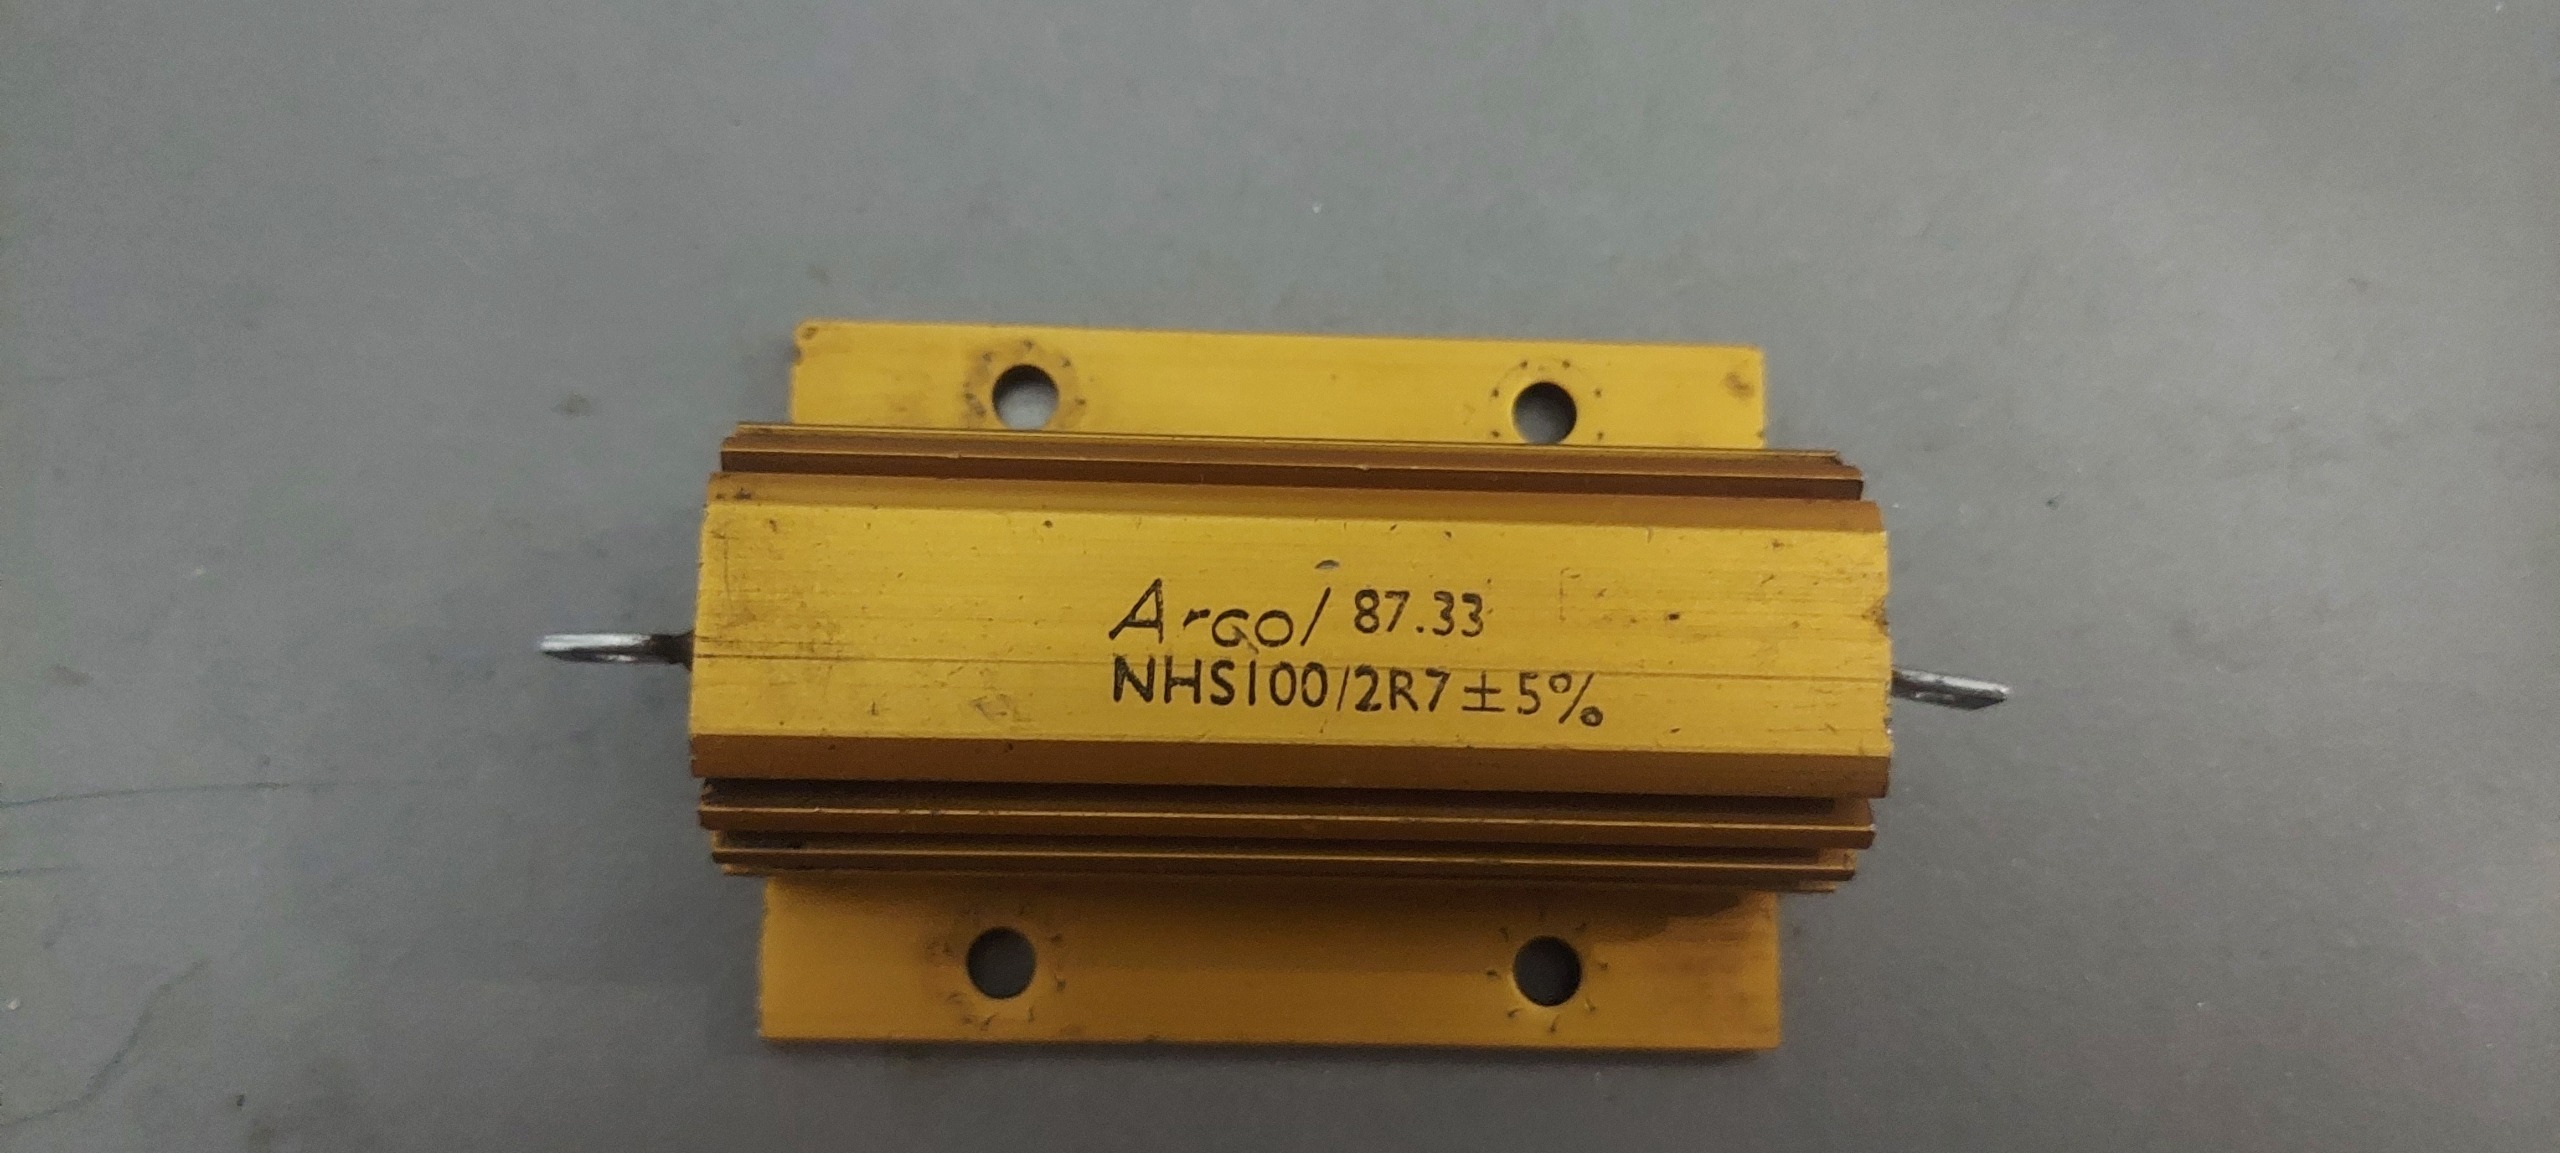 ArGO/ 87.33
NHS100/2R7 ± 5%